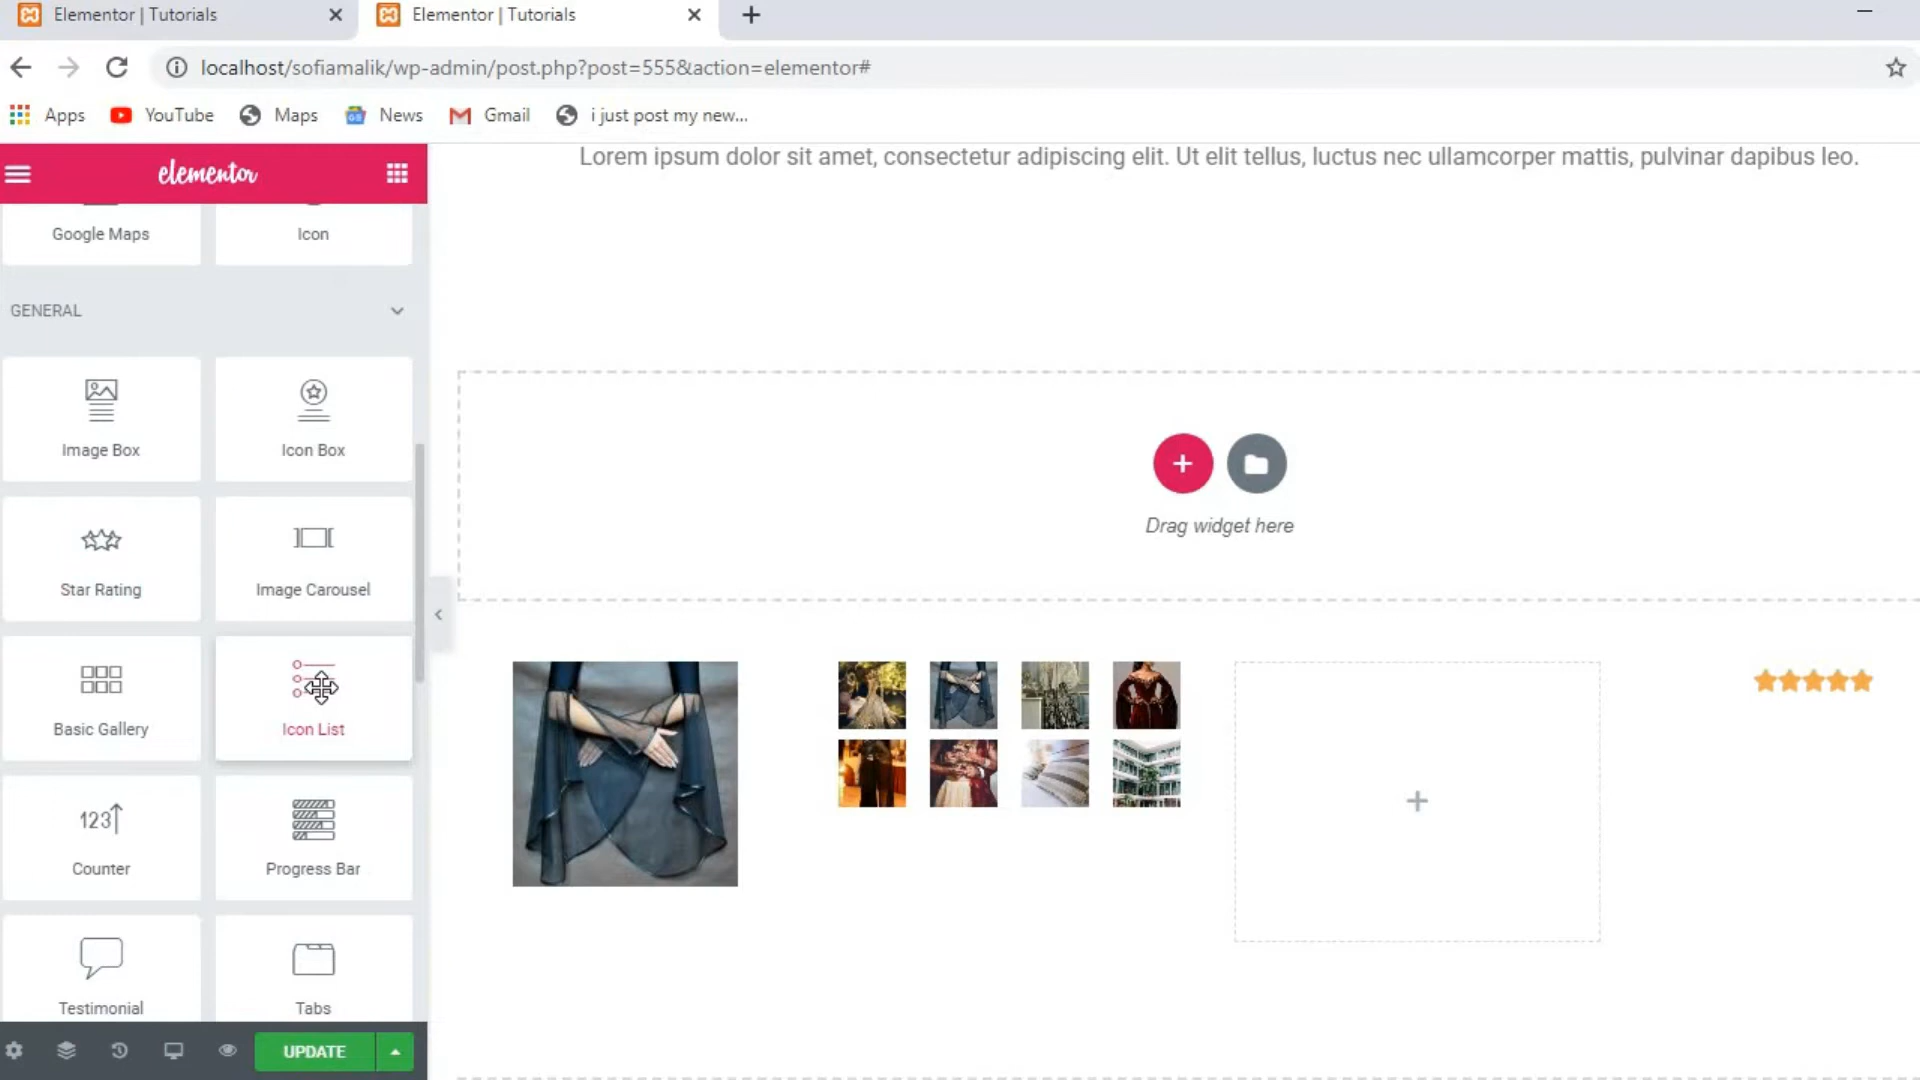 Elementor | Tutorials
Elementor | Tutorials
localhost/sofiamalik/wp-admin/post.php?post=555&action=elementor#
Apps
YouTube
Maps
News
Gmail
i just post my new...
elementor
Lorem ipsum dolor sit amet, consectetur adipiscing elit. Ut elit tellus, luctus nec ullamcorper mattis, pulvinar dapibus leo.
Google Maps
Icon
GENERAL
Image Box
Icon Box
Drag widget here
Star Rating
Image Carousel
Basic Gallery
Icon List
123
Counter
Progress Bar
Testimonial
Tabs
UPDATE